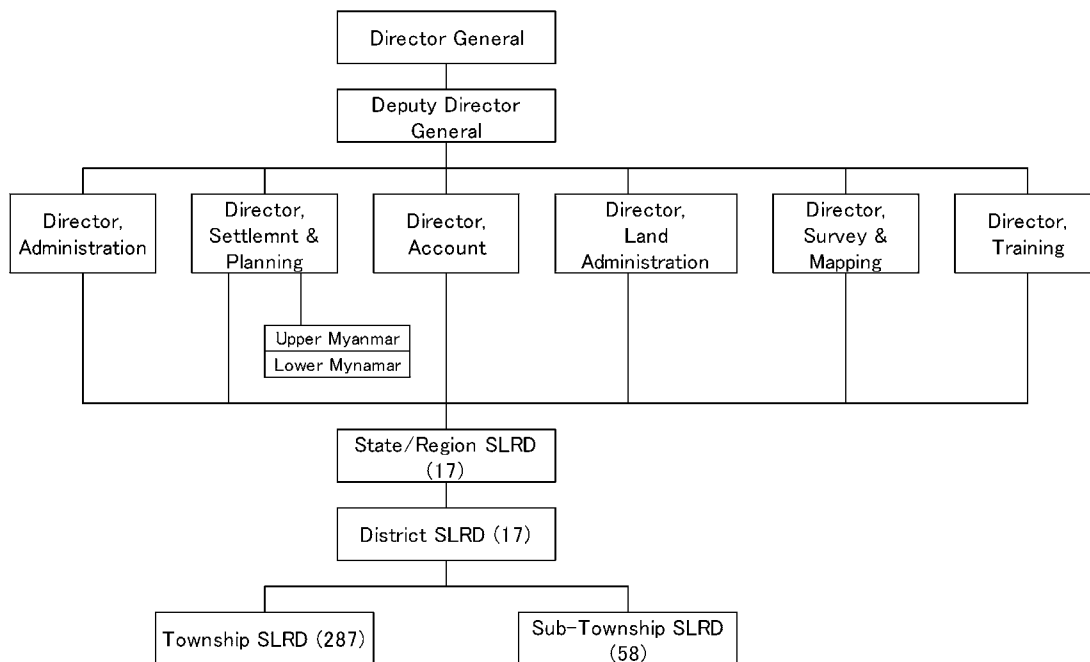 Director General
Deputy Director
General
Director,
Administration
Director,
Settlemnt &
Planning
Director,
Account
Director,
Land
Administration
Director,
Survey &
Mapping
Director,
Training
Upper Myanmar
Lower Mynamar
State/Region SLRD
(17)
District SLRD (17)
Township SLRD (287)
Sub-Township SLRD
(58)